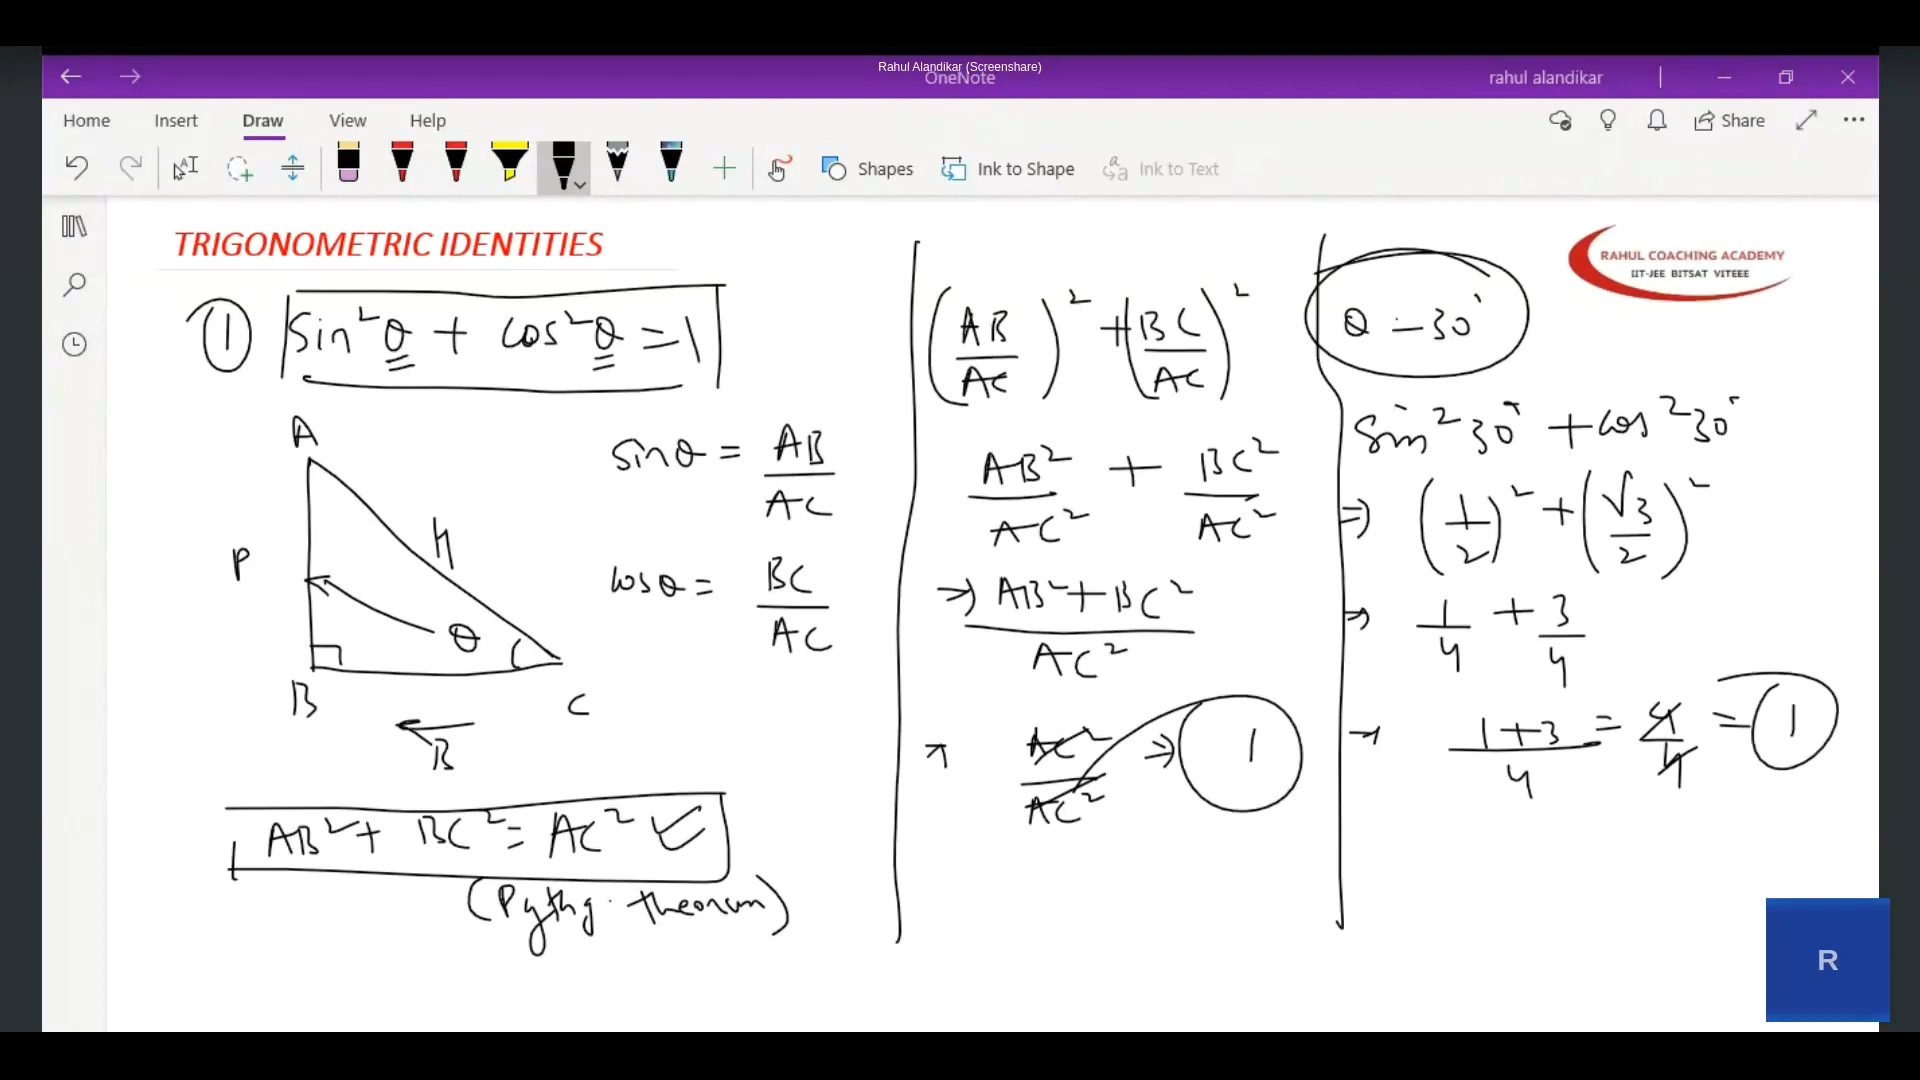 Rahul Alandikar (Screenshare)
OneNote
rahul alandikar
Home Insert Draw View Help
Share
Shapes Ink to Shape Ink to Text
TRIGONOMETRIC IDENTITIES
RAHUL COACHING ACADEMY
IIT-JEE BITSAT VITEEE
① Sin²θ + cos²θ = 1
A
P
H
θ
B
C
B
AB² + BC² = AC² ✓
(Pythg. theorem)
sinθ = AB/AC
cosθ = BC/AC
(AB/AC)² + (BC/AC)²
AB²/AC² + BC²/AC²
⇒ (AB² + BC²)/AC²
→ AC²/AC² ⇒ 1
θ – 30°
Sin²30° + cos²30°
⇒ (1/2)² + (√3/2)²
⇒ 1/4 + 3/4
→ (1+3)/4 = 4/4 = 1
R